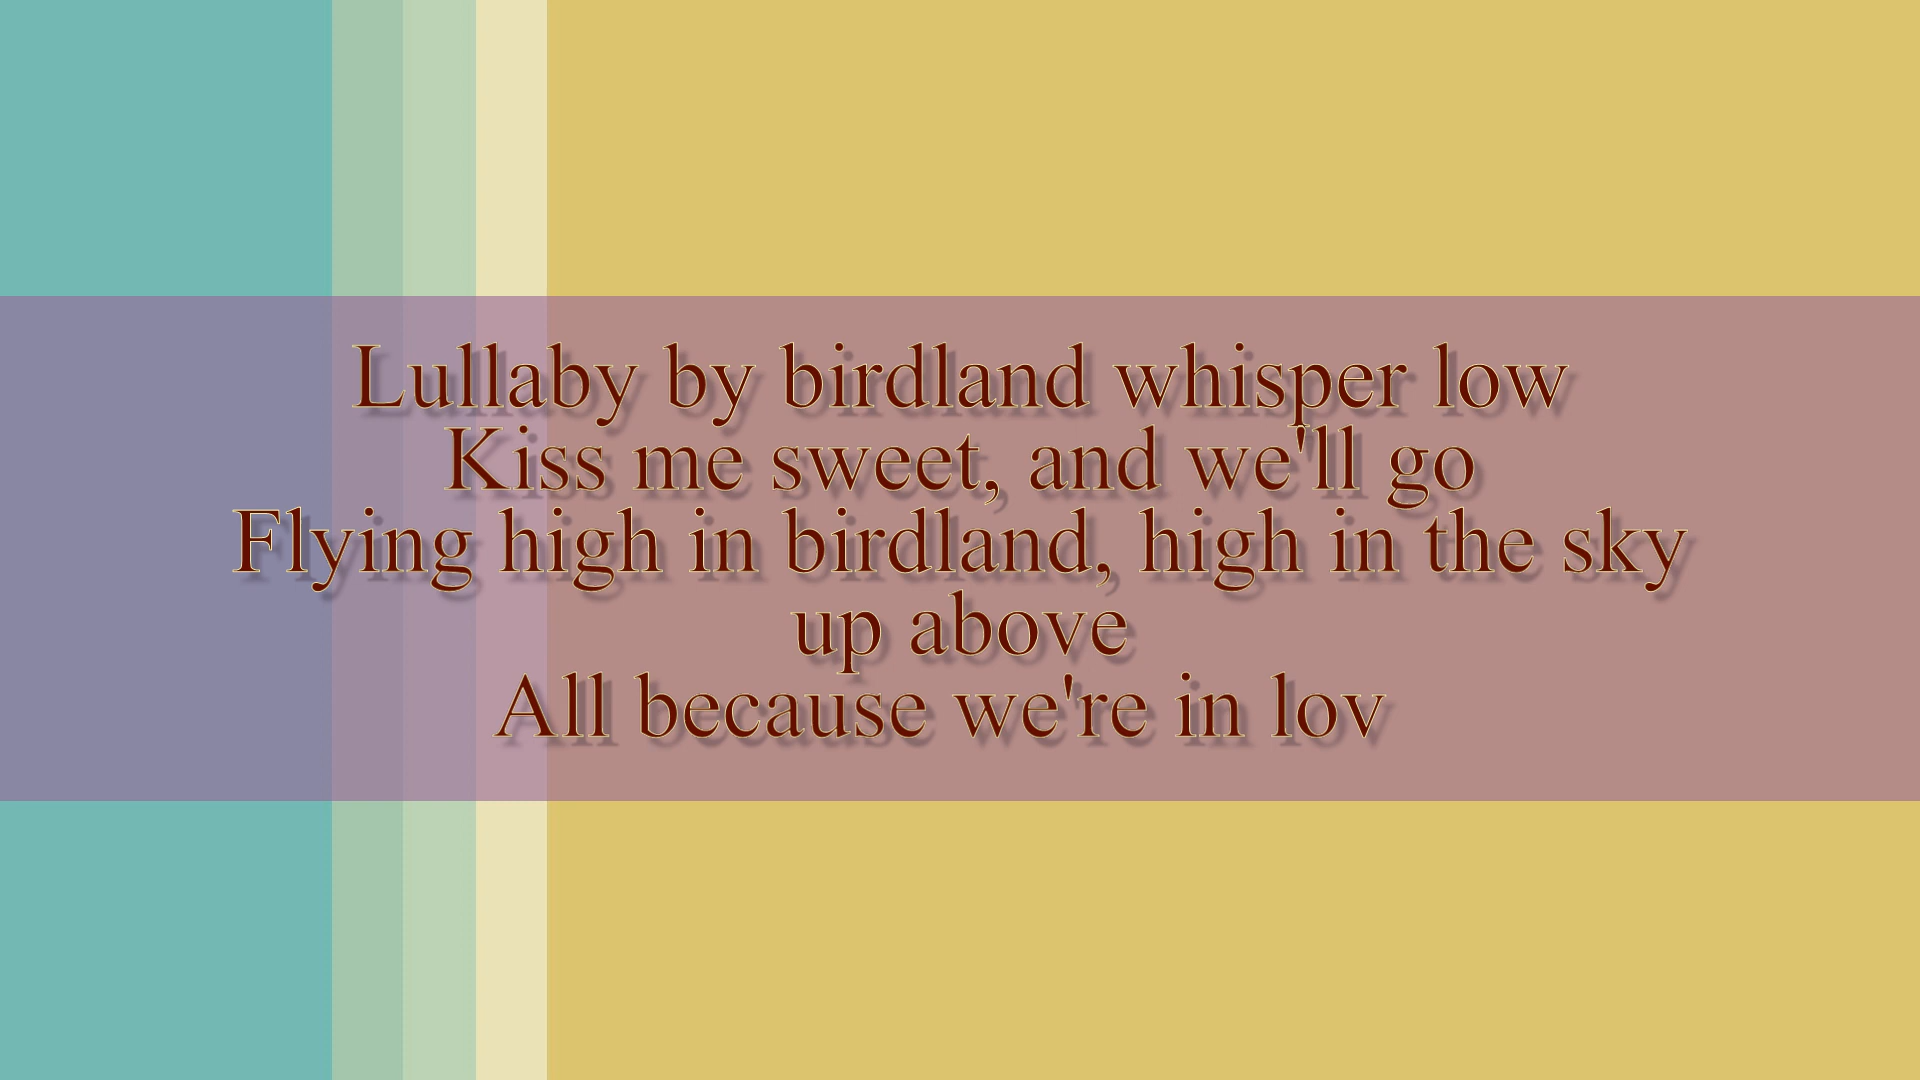 Lullaby by birdland whisper low
Kiss me sweet, and we'll go
Flying high in birdland, high in the sky
up above
All because we're in lov